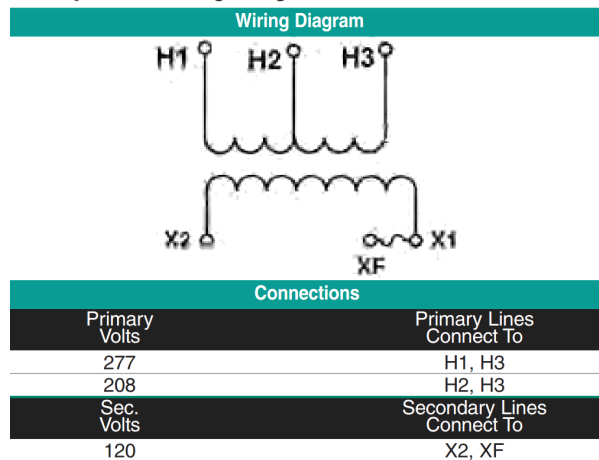 Wiring Diagram
H1 H2 H3
X2 X1
XF
Connections
Primary Volts Primary Lines Connect To
277 H1, H3
208 H2, H3
Sec. Volts Secondary Lines Connect To
120 X2, XF